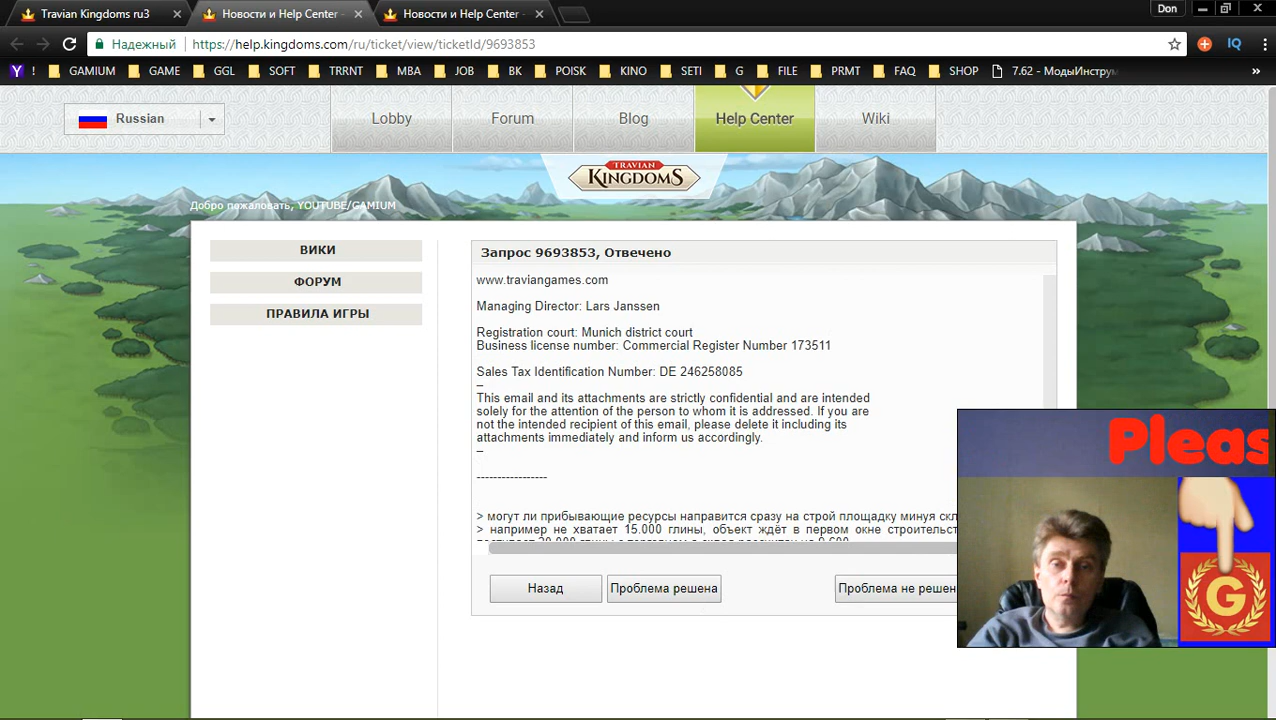 Travian Kingdoms ru3
Новости и Help Center -
Новости и Help Center -
Don
Надежный
https://help.kingdoms.com/ru/ticket/view/ticketId/9693853
IQ
Y ! GAMIUM GAME GGL SOFT TRRNT MBA JOB BK POISK KINO SETI G FILE PRMT FAQ SHOP 7.62 - МодыИнструм »
Russian
Lobby
Forum
Blog
Help Center
Wiki
TRAVIAN
KINGDOMS
Добро пожаловать, YOUTUBE/GAMIUM
ВИКИ
ФОРУМ
ПРАВИЛА ИГРЫ
Запрос 9693853, Отвечено
www.traviangames.com
Managing Director: Lars Janssen
Registration court: Munich district court
Business license number: Commercial Register Number 173511
Sales Tax Identification Number: DE 246258085
–
This email and its attachments are strictly confidential and are intended
solely for the attention of the person to whom it is addressed. If you are
not the intended recipient of this email, please delete it including its
attachments immediately and inform us accordingly.
–
-----------------
> могут ли прибывающие ресурсы направится сразу на строй площадку минуя скл
> например не хватает 15.000 глины, объект ждёт в первом окне строительст
Назад
Проблема решена
Проблема не решен
Pleas
G